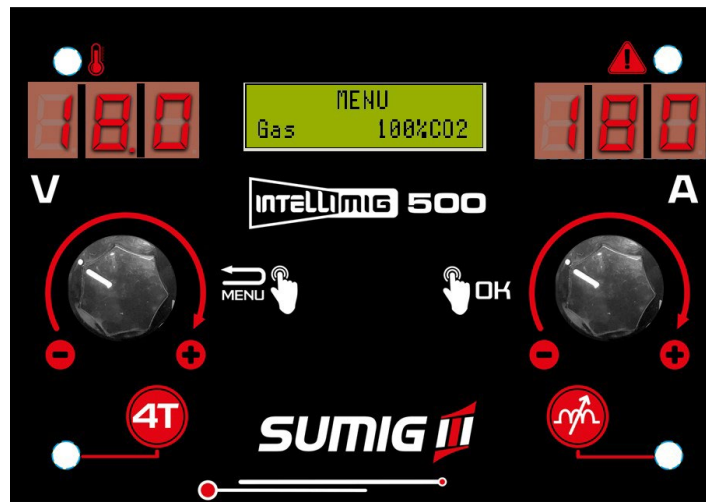 18.0
MENU
Gas 100%CO2
180
V
INTELLIMIG 500
A
MENU
OK
4T
SUMIG